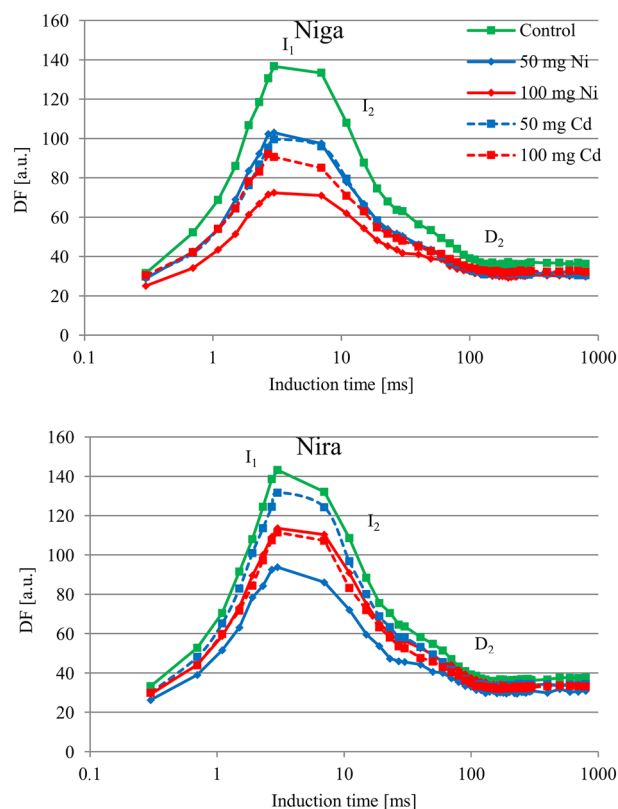 Niga
I₁
I₂
D₂
Control
50 mg Ni
100 mg Ni
50 mg Cd
100 mg Cd
DF [a.u.]
160
140
120
100
80
60
40
20
0
0.1 1 10 100 1000
Induction time [ms]
Nira
I₁
I₂
D₂
DF [a.u.]
160
140
120
100
80
60
40
20
0
0.1 1 10 100 1000
Induction time [ms]